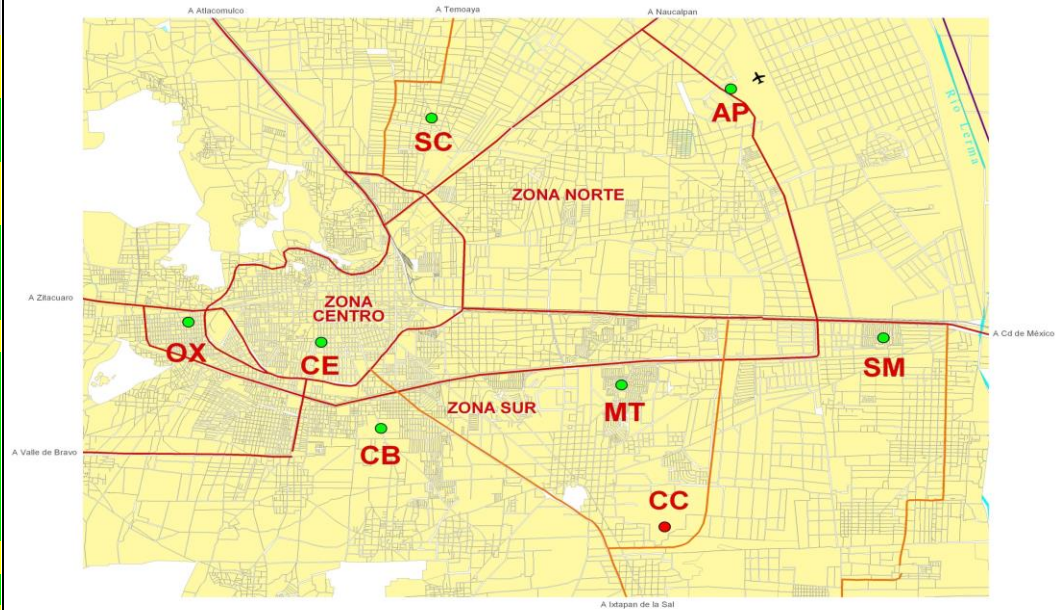 A Atlacomulco
A Temoaya
A Naucalpan
AP
SC
Río Lerma
ZONA NORTE
A Zitacuaro
ZONA
CENTRO
A Cd de México
OX
CE
SM
ZONA SUR
MT
CB
A Valle de Bravo
CC
A Ixtapan de la Sal